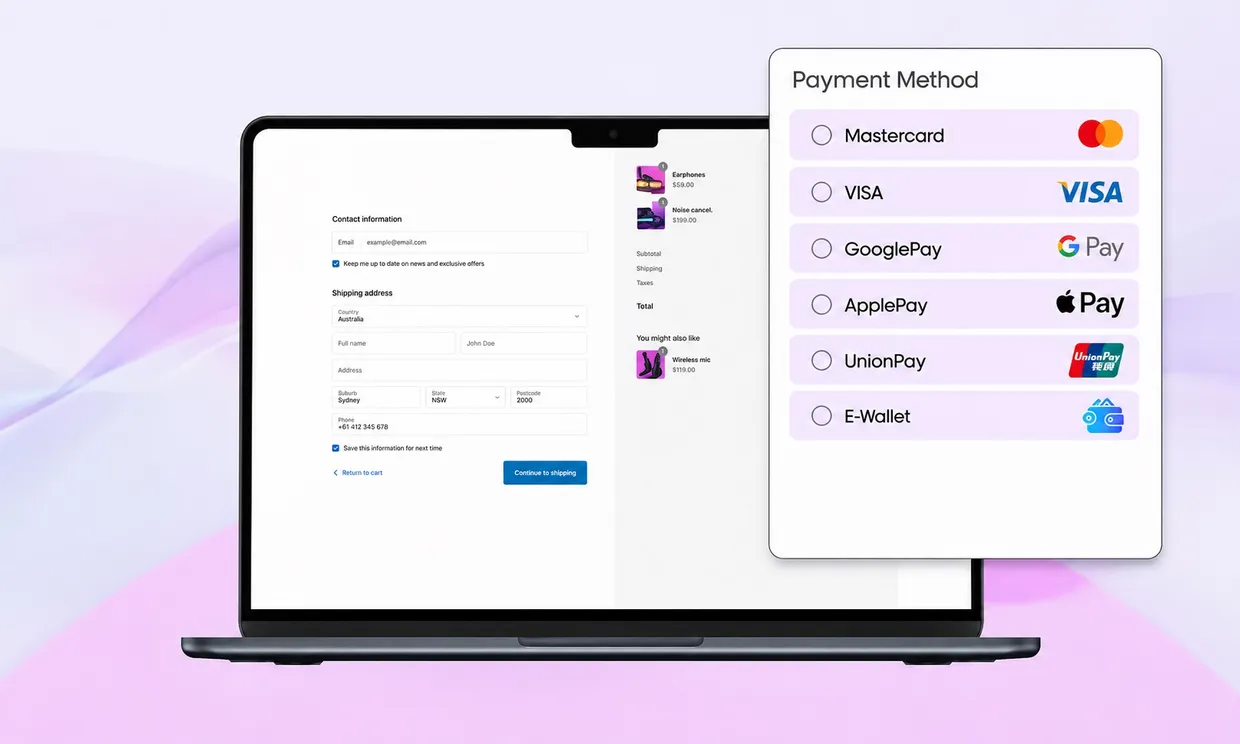 Contact information
Email example@email.com
Keep me up to date on news and exclusive offers
Shipping address
Country
Australia
Full name John Doe
Address
Suburb State Postcode
Sydney NSW 2000
Phone
+61 412 345 678
Save this information for next time
Return to cart Continue to shipping
1
Earphones
$59.00
1
Noise cancel.
$199.00
Subtotal
Shipping
Taxes
Total
You might also like
1
Wireless mic
$119.00
Payment Method
Mastercard
VISA VISA
GooglePay G Pay
ApplePay Pay
UnionPay UnionPay
E-Wallet